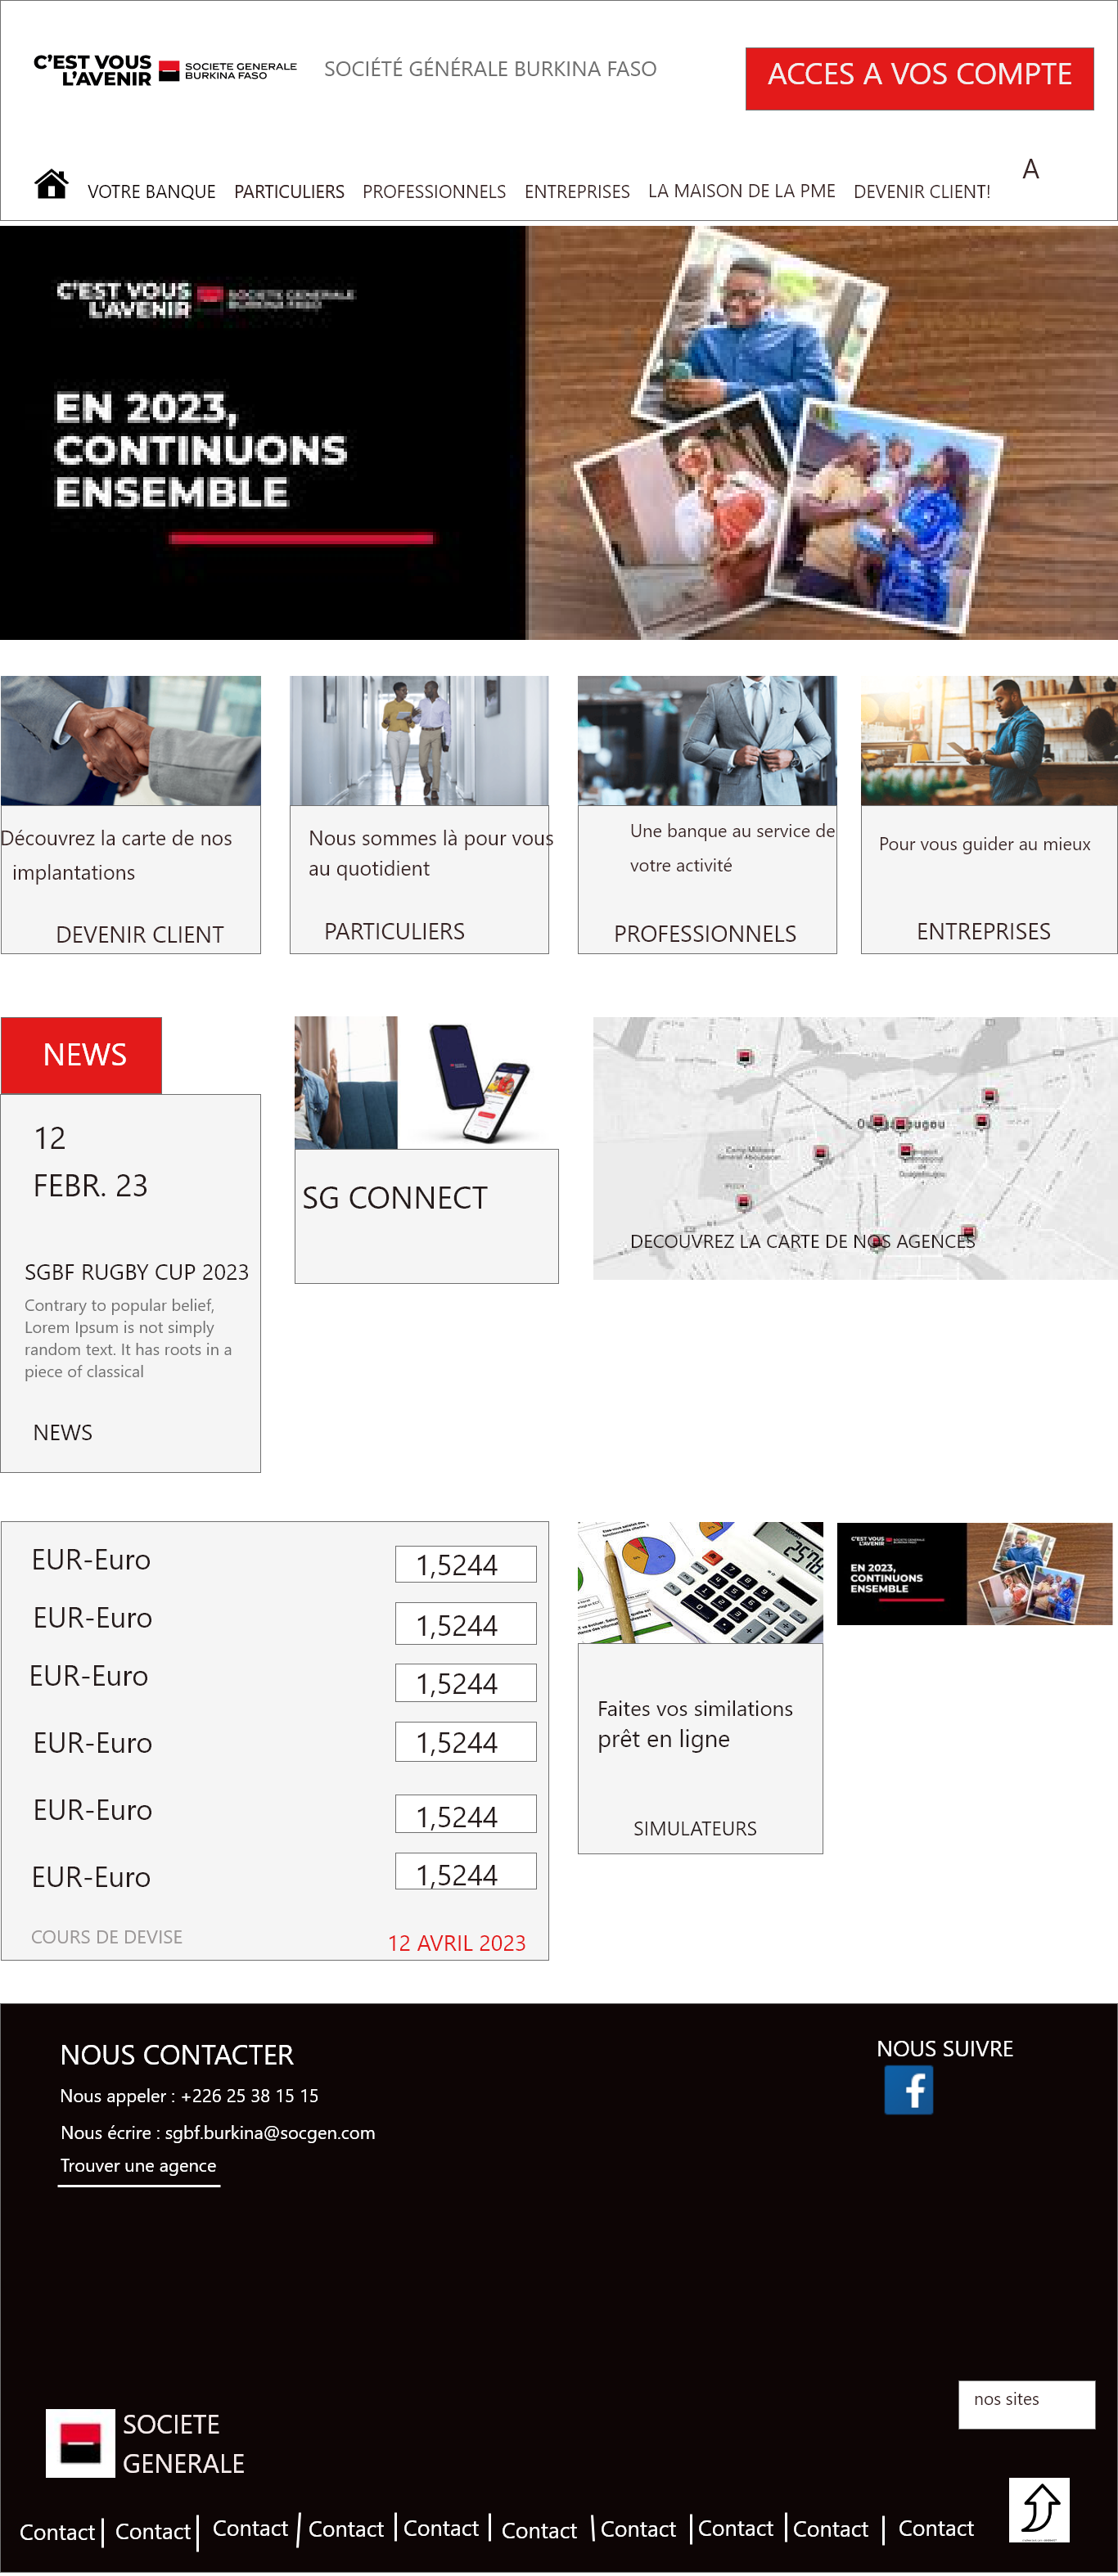 C'EST VOUS
L'AVENIR
SOCIETE GENERALE
BURKINA FASO
SOCIÉTÉ GÉNÉRALE BURKINA FASO
ACCES A VOS COMPTE
A
VOTRE BANQUE
PARTICULIERS
PROFESSIONNELS
ENTREPRISES
LA MAISON DE LA PME
DEVENIR CLIENT!
C'EST VOUS
L'AVENIR
SOCIETE GENERALE
BURKINA FASO
EN 2023,
CONTINUONS
ENSEMBLE
Découvrez la carte de nos
implantations
DEVENIR CLIENT
Nous sommes là pour vous
au quotidient
PARTICULIERS
Une banque au service de
votre activité
PROFESSIONNELS
Pour vous guider au mieux
ENTREPRISES
NEWS
12
FEBR. 23
SGBF RUGBY CUP 2023
Contrary to popular belief,
Lorem Ipsum is not simply
random text. It has roots in a
piece of classical
NEWS
SG CONNECT
Camp Militaire
DECOUVREZ LA CARTE DE NOS AGENCES
EUR-Euro
1,5244
EUR-Euro
1,5244
EUR-Euro
1,5244
EUR-Euro
1,5244
EUR-Euro
1,5244
EUR-Euro
1,5244
COURS DE DEVISE
12 AVRIL 2023
Faites vos similations
prêt en ligne
SIMULATEURS
C'EST VOUS
L'AVENIR
SOCIETE GENERALE
BURKINA FASO
EN 2023,
CONTINUONS
ENSEMBLE
NOUS CONTACTER
Nous appeler : +226 25 38 15 15
Nous écrire : sgbf.burkina@socgen.com
Trouver une agence
NOUS SUIVRE
nos sites
SOCIETE
GENERALE
Contact
Contact
Contact
Contact
Contact
Contact
Contact
Contact
Contact
Contact